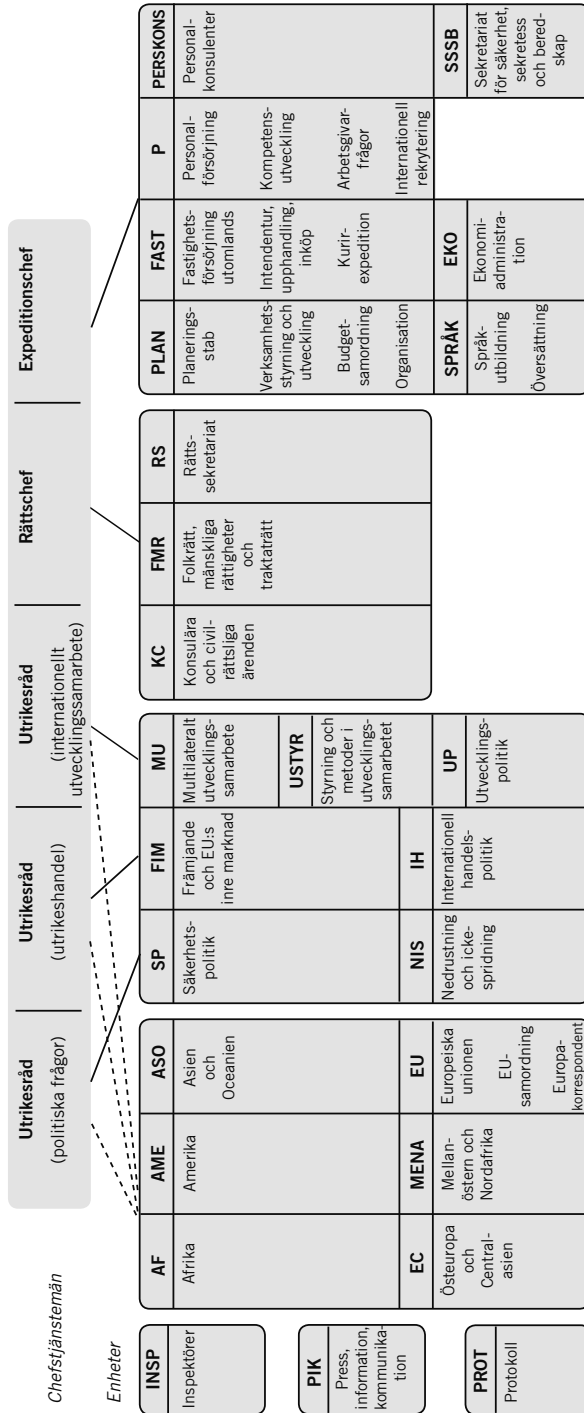 Chefstjänstemän
Utrikesråd
(politiska frågor)
Utrikesråd
(utrikeshandel)
Utrikesråd
(internationellt
utvecklingssamarbete)
Rättschef
Expeditionschef
Enheter
INSP
Inspektörer
PIK
Press,
information,
kommunika-
tion
PROT
Protokoll
AF
Afrika
AME
Amerika
ASO
Asien
och
Oceanien
EC
Östeuropa
och
Central-
asien
MENA
Mellan-
östern och
Nordafrika
EU
Europeiska
unionen
EU-
samordning
Europa-
korrespondent
SP
Säkerhets-
politik
FIM
Främjande
och EU:s
inre marknad
MU
Multilateralt
utvecklings-
samarbete
USTYR
Styrning och
metoder i
utvecklings-
samarbetet
NIS
Nedrustning
och icke-
spridning
IH
Internationell
handels-
politik
UP
Utvecklings-
politik
KC
Konsulära
och civil-
rättsliga
ärenden
FMR
Folkrätt,
mänskliga
rättigheter
och
traktaträtt
RS
Rätts-
sekretariat
PLAN
Planerings-
stab
Verksamhets-
styrning och
utveckling
Budget-
samordning
Organisation
FAST
Fastighets-
försörjning
utomlands
Intendentur,
upphandling,
inköp
Kurir-
expedition
P
Personal-
försörjning
Kompetens-
utveckling
Arbetsgivar-
frågor
Internationell
rekrytering
PERSKONS
Personal-
konsulenter
SPRÅK
Språk-
utbildning
Översättning
EKO
Ekonomi-
administra-
tion
SSSB
Sekretariat
för säkerhet,
sekretess
och bered-
skap